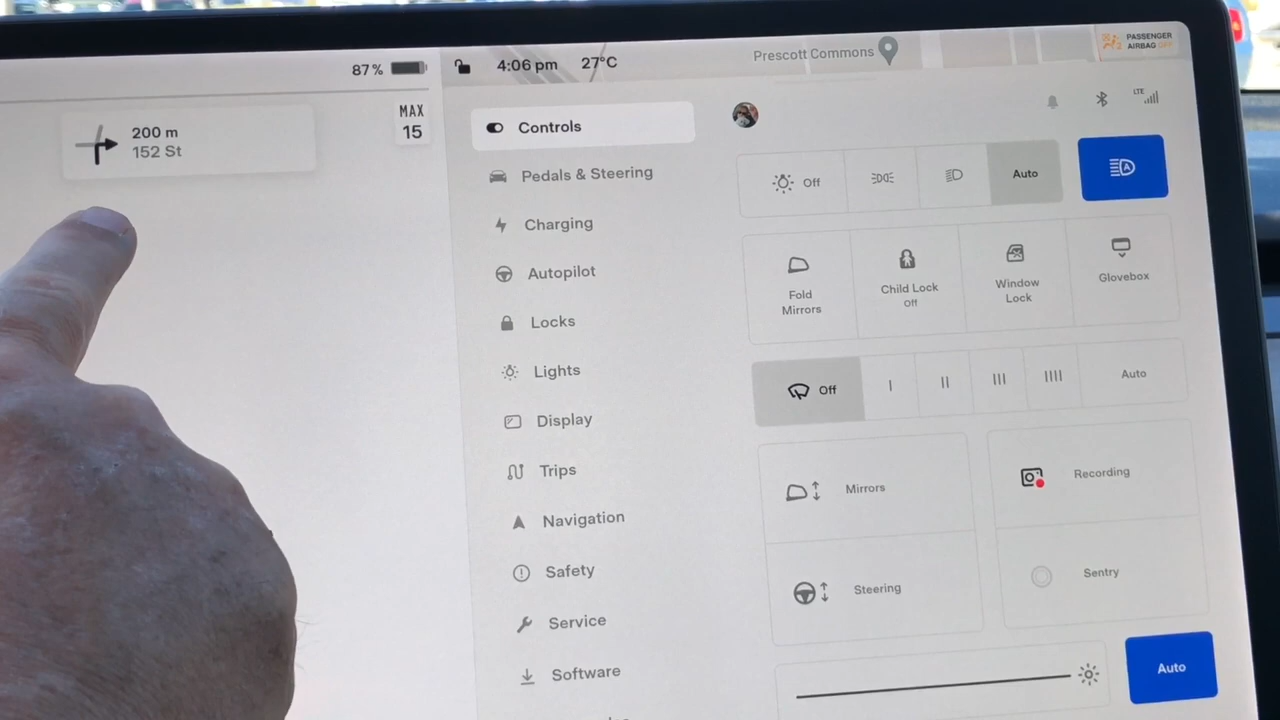 87%
4:06 pm
27°C
Prescott Commons
PASSENGER
AIRBAG OFF
MAX
15
200 m
152 St
LTE
Controls
Pedals & Steering
Charging
Autopilot
Locks
Lights
Display
Trips
Navigation
Safety
Service
Software
Off
Auto
A
Fold
Mirrors
Child Lock
Off
Window
Lock
Glovebox
Off
I
II
III
IIII
Auto
Mirrors
Recording
Steering
Sentry
Auto